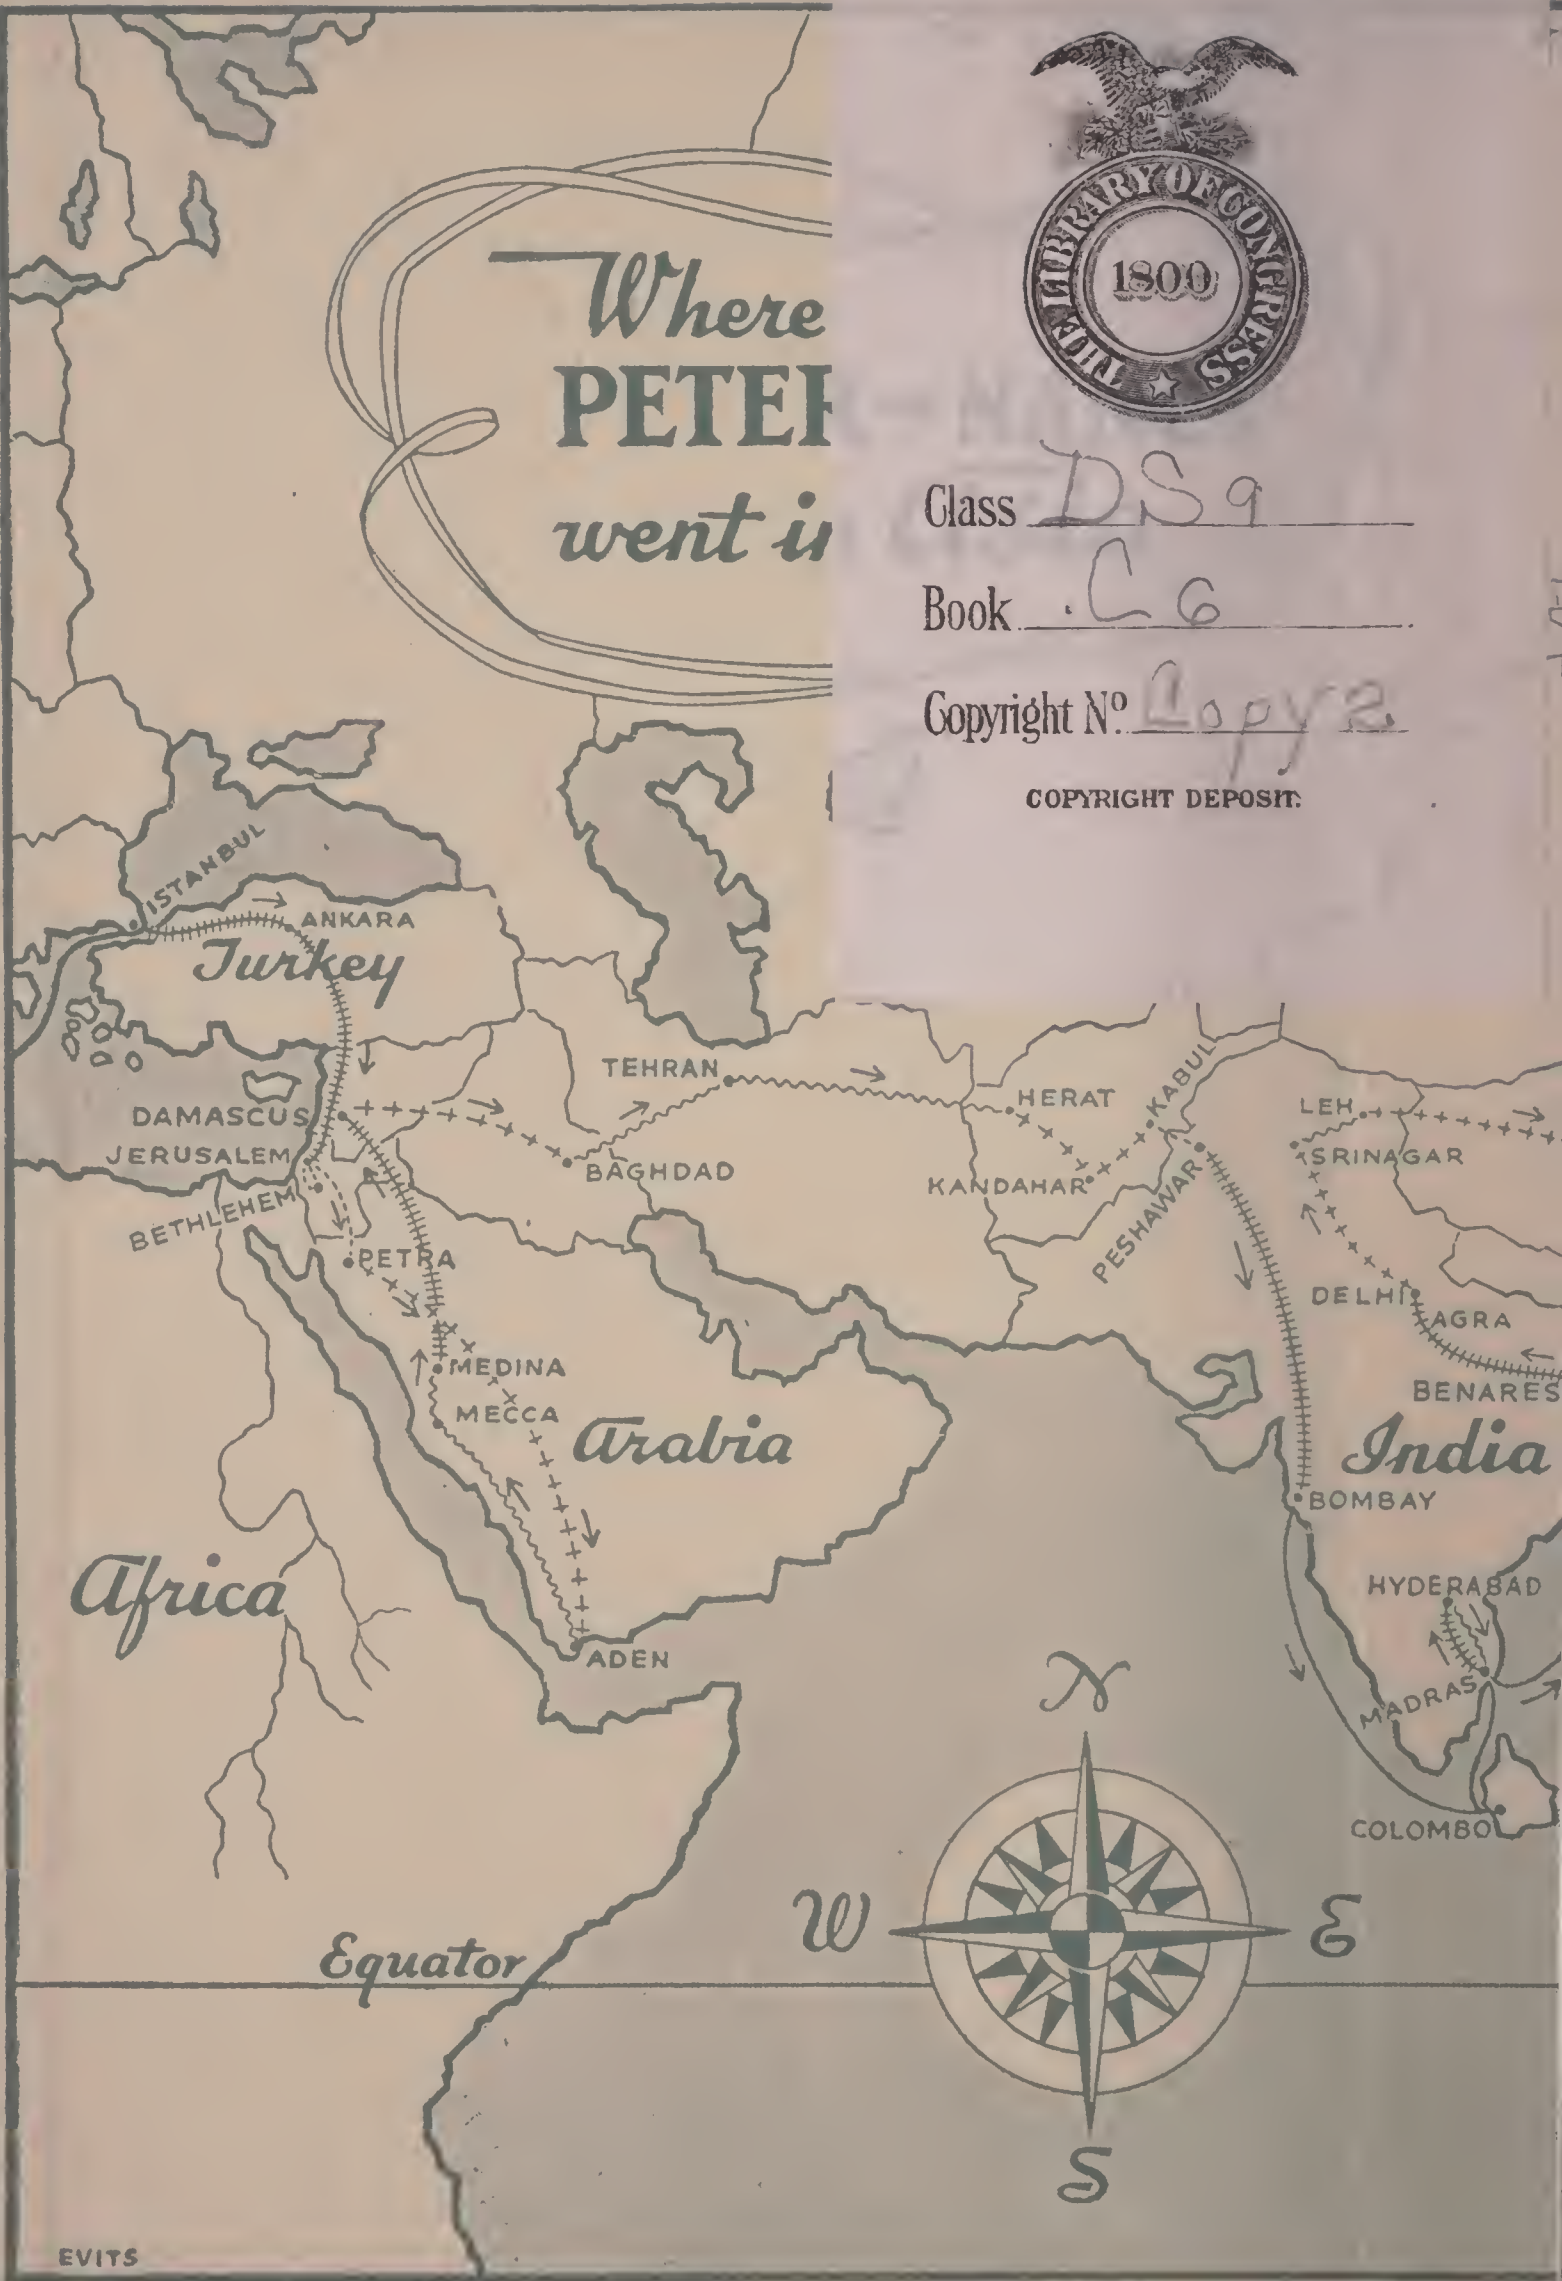 Where
PETER
went in
THE LIBRARY OF CONGRESS
1800
Class DS9
Book .C6
Copyright No. Copy 2
COPYRIGHT DEPOSIT.
ISTANBUL
ANKARA
Turkey
TEHRAN
HERAT
KABUL
LEH
DAMASCUS
JERUSALEM
BAGHDAD
KANDAHAR
SRINAGAR
BETHLEHEM
PESHAWAR
PETRA
DELHI
AGRA
MEDINA
BENARES
MECCA
Arabia
India
BOMBAY
Africa
HYDERABAD
ADEN
MADRAS
N
COLOMBO
W
E
Equator
S
EVITS